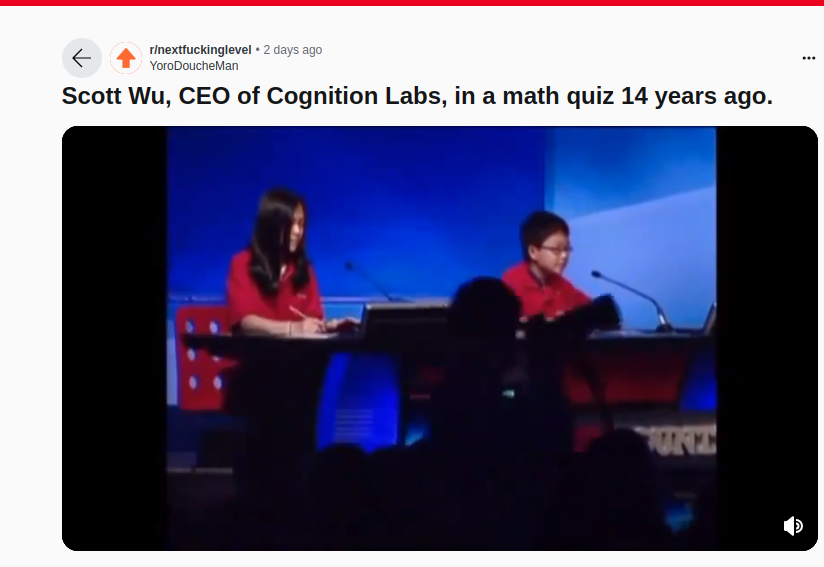 r/nextfuckinglevel • 2 days ago
YoroDoucheMan
Scott Wu, CEO of Cognition Labs, in a math quiz 14 years ago.